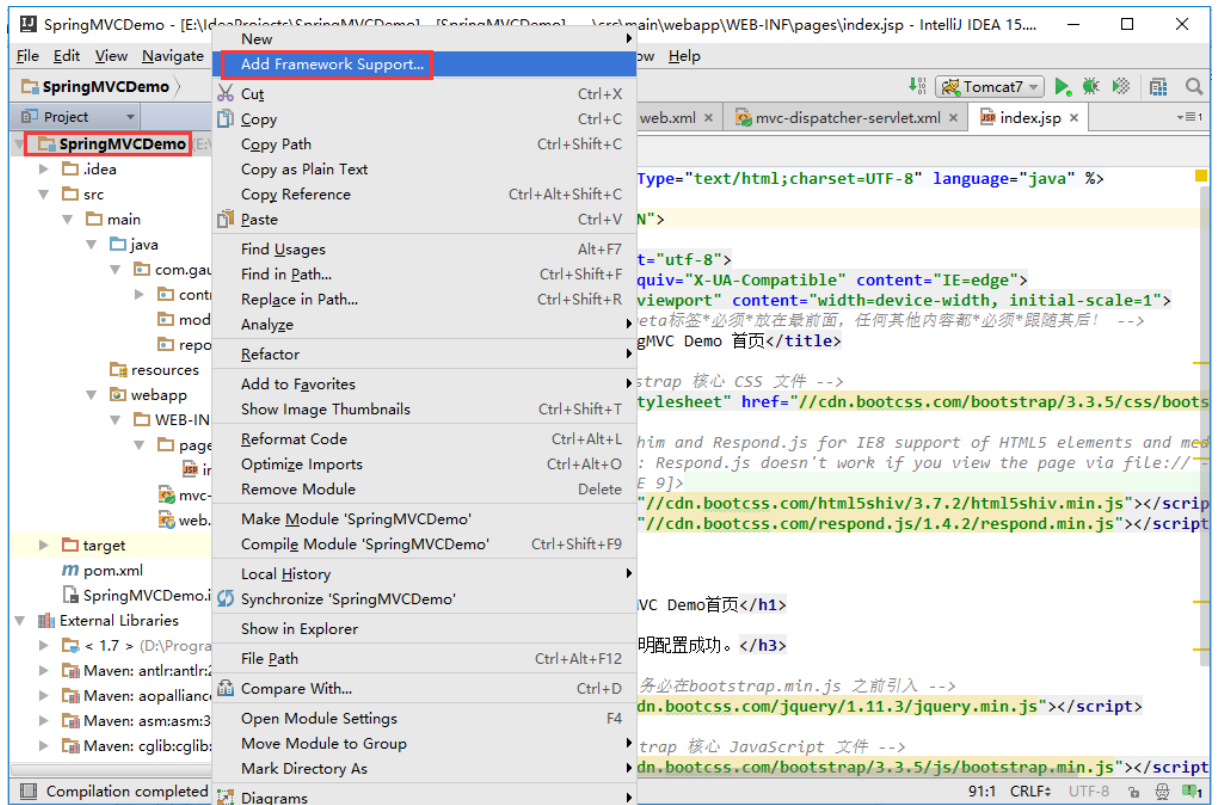 SpringMVCDemo - [E:\IdeaProjects\SpringMVCDemo] - [SpringMVCDemo] - ...\src\main\webapp\WEB-INF\pages\index.jsp - IntelliJ IDEA 15....
File Edit View Navigate
ow Help
SpringMVCDemo
Tomcat7
Project
web.xml
mvc-dispatcher-servlet.xml
index.jsp
1
SpringMVCDemo (E:\
.idea
src
main
java
com.gau
cont
mod
repo
resources
webapp
WEB-IN
page
in
mvc-
web.
target
pom.xml
SpringMVCDemo.i
External Libraries
< 1.7 > (D:\Progra
Maven: antlr:antlr:2
Maven: aopallianc
Maven: asm:asm:3
Maven: cglib:cglib:
New
Add Framework Support...
Cut Ctrl+X
Copy Ctrl+C
Copy Path Ctrl+Shift+C
Copy as Plain Text
Copy Reference Ctrl+Alt+Shift+C
Paste Ctrl+V
Find Usages Alt+F7
Find in Path... Ctrl+Shift+F
Replace in Path... Ctrl+Shift+R
Analyze
Refactor
Add to Favorites
Show Image Thumbnails Ctrl+Shift+T
Reformat Code Ctrl+Alt+L
Optimize Imports Ctrl+Alt+O
Remove Module Delete
Make Module 'SpringMVCDemo'
Compile Module 'SpringMVCDemo' Ctrl+Shift+F9
Local History
Synchronize 'SpringMVCDemo'
Show in Explorer
File Path Ctrl+Alt+F12
Compare With... Ctrl+D
Open Module Settings F4
Move Module to Group
Mark Directory As
Diagrams
Type="text/html;charset=UTF-8" language="java" %>
N">
t="utf-8">
quiv="X-UA-Compatible" content="IE=edge">
viewport" content="width=device-width, initial-scale=1">
eta标签*必须*放在最前面，任何其他内容都*必须*跟随其后！ -->
gMVC Demo 首页</title>
strap 核心 CSS 文件 -->
tylesheet" href="//cdn.bootcss.com/bootstrap/3.3.5/css/boots
him and Respond.js for IE8 support of HTML5 elements and med
: Respond.js doesn't work if you view the page via file:// -
E 9]>
"//cdn.bootcss.com/html5shiv/3.7.2/html5shiv.min.js"></scrip
"//cdn.bootcss.com/respond.js/1.4.2/respond.min.js"></script
VC Demo首页</h1>
明配置成功。</h3>
务必在bootstrap.min.js 之前引入 -->
dn.bootcss.com/jquery/1.11.3/jquery.min.js"></script>
trap 核心 JavaScript 文件 -->
dn.bootcss.com/bootstrap/3.3.5/js/bootstrap.min.js"></script
Compilation completed
91:1 CRLF UTF-8 1